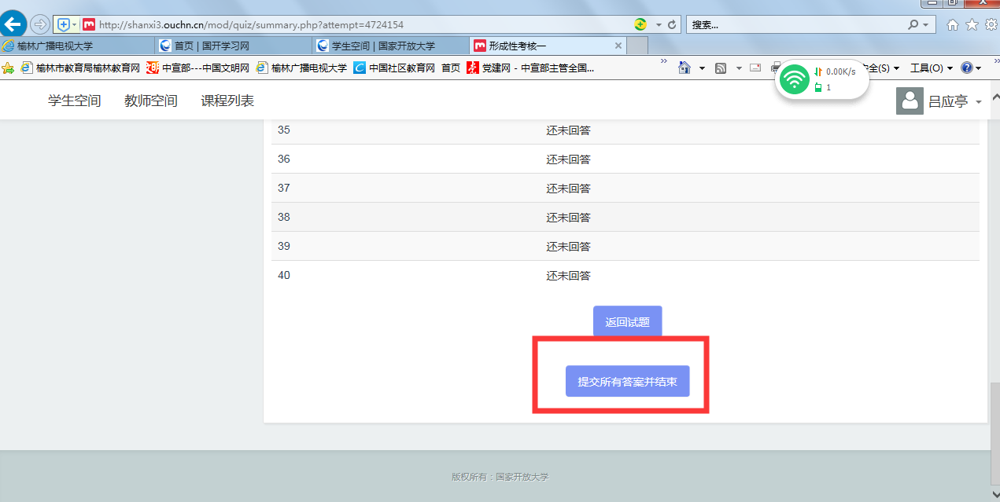 http://shanxi3.ouchn.cn/mod/quiz/summary.php?attempt=4724154
搜索...
榆林广播电视大学
首页 | 国开学习网
学生空间 | 国家开放大学
形成性考核一
榆林市教育局榆林教育网 中宣部---中国文明网 榆林广播电视大学 中国社区教育网 首页 党建网 - 中宣部主管全国... 全(S) 工具(O)
0.00K/s
1
学生空间 教师空间 课程列表 吕应亭
35 还未回答
36 还未回答
37 还未回答
38 还未回答
39 还未回答
40 还未回答
返回试题
提交所有答案并结束
版权所有：国家开放大学